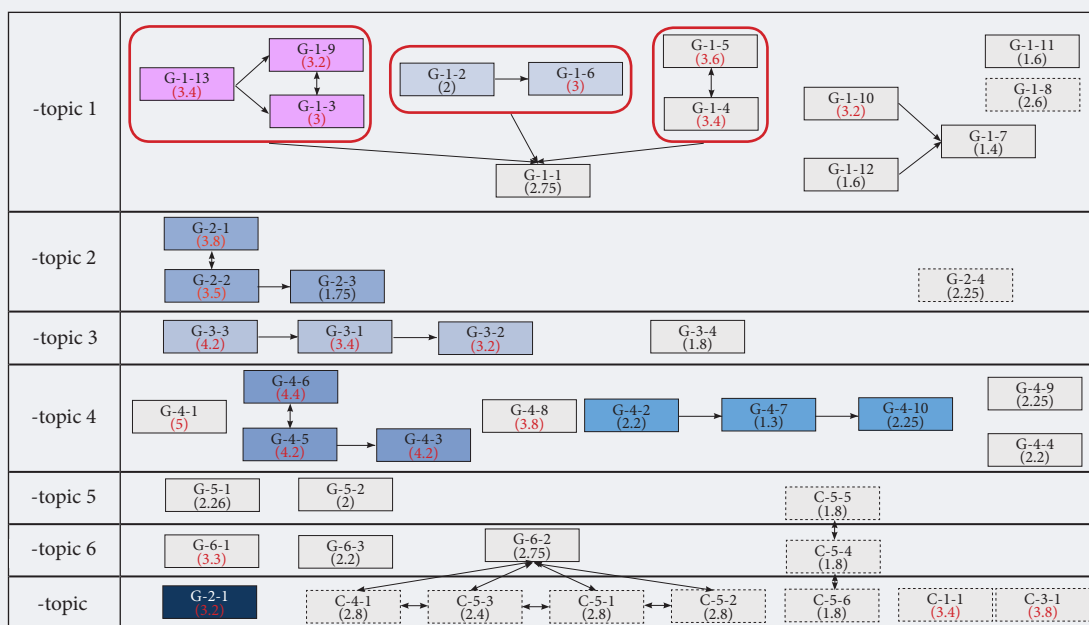 -topic 1
G-1-13
(3.4)
G-1-9
(3.2)
G-1-3
(3)
G-1-2
(2)
G-1-6
(3)
G-1-5
(3.6)
G-1-4
(3.4)
G-1-1
(2.75)
G-1-10
(3.2)
G-1-12
(1.6)
G-1-7
(1.4)
G-1-11
(1.6)
G-1-8
(2.6)
-topic 2
G-2-1
(3.8)
G-2-2
(3.5)
G-2-3
(1.75)
G-2-4
(2.25)
-topic 3
G-3-3
(4.2)
G-3-1
(3.4)
G-3-2
(3.2)
G-3-4
(1.8)
-topic 4
G-4-1
(5)
G-4-6
(4.4)
G-4-5
(4.2)
G-4-3
(4.2)
G-4-8
(3.8)
G-4-2
(2.2)
G-4-7
(1.3)
G-4-10
(2.25)
G-4-9
(2.25)
G-4-4
(2.2)
-topic 5
G-5-1
(2.26)
G-5-2
(2)
C-5-5
(1.8)
-topic 6
G-6-1
(3.3)
G-6-3
(2.2)
G-6-2
(2.75)
C-5-4
(1.8)
-topic
G-2-1
(3.2)
C-4-1
(2.8)
C-5-3
(2.4)
C-5-1
(2.8)
C-5-2
(2.8)
C-5-6
(1.8)
C-1-1
(3.4)
C-3-1
(3.8)